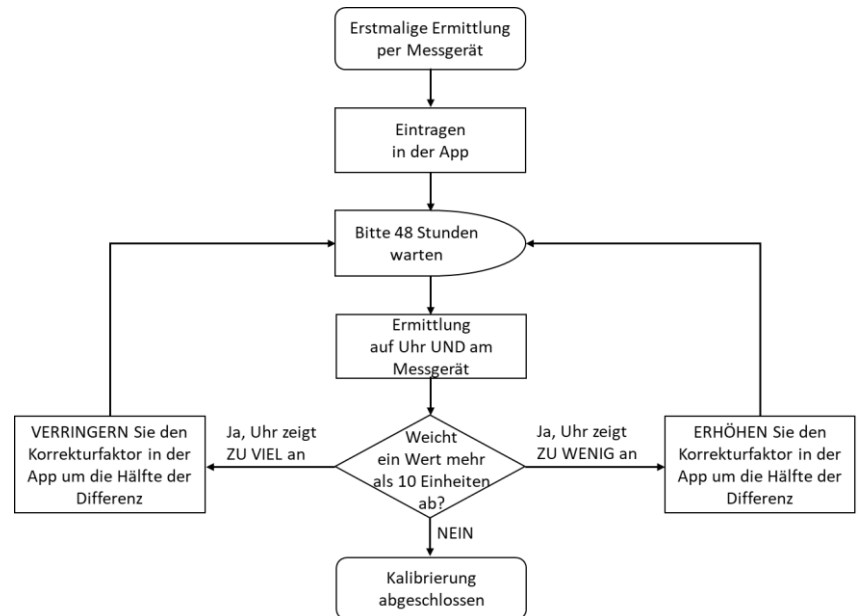 Erstmalige Ermittlung
per Messgerät
Eintragen
in der App
Bitte 48 Stunden
warten
Ermittlung
auf Uhr UND am
Messgerät
VERRINGERN Sie den
Korrekturfaktor in der
App um die Hälfte der
Differenz
Ja, Uhr zeigt
ZU VIEL an
Weicht
ein Wert mehr
als 10 Einheiten
ab?
Ja, Uhr zeigt
ZU WENIG an
ERHÖHEN Sie den
Korrekturfaktor in der
App um die Hälfte der
Differenz
NEIN
Kalibrierung
abgeschlossen